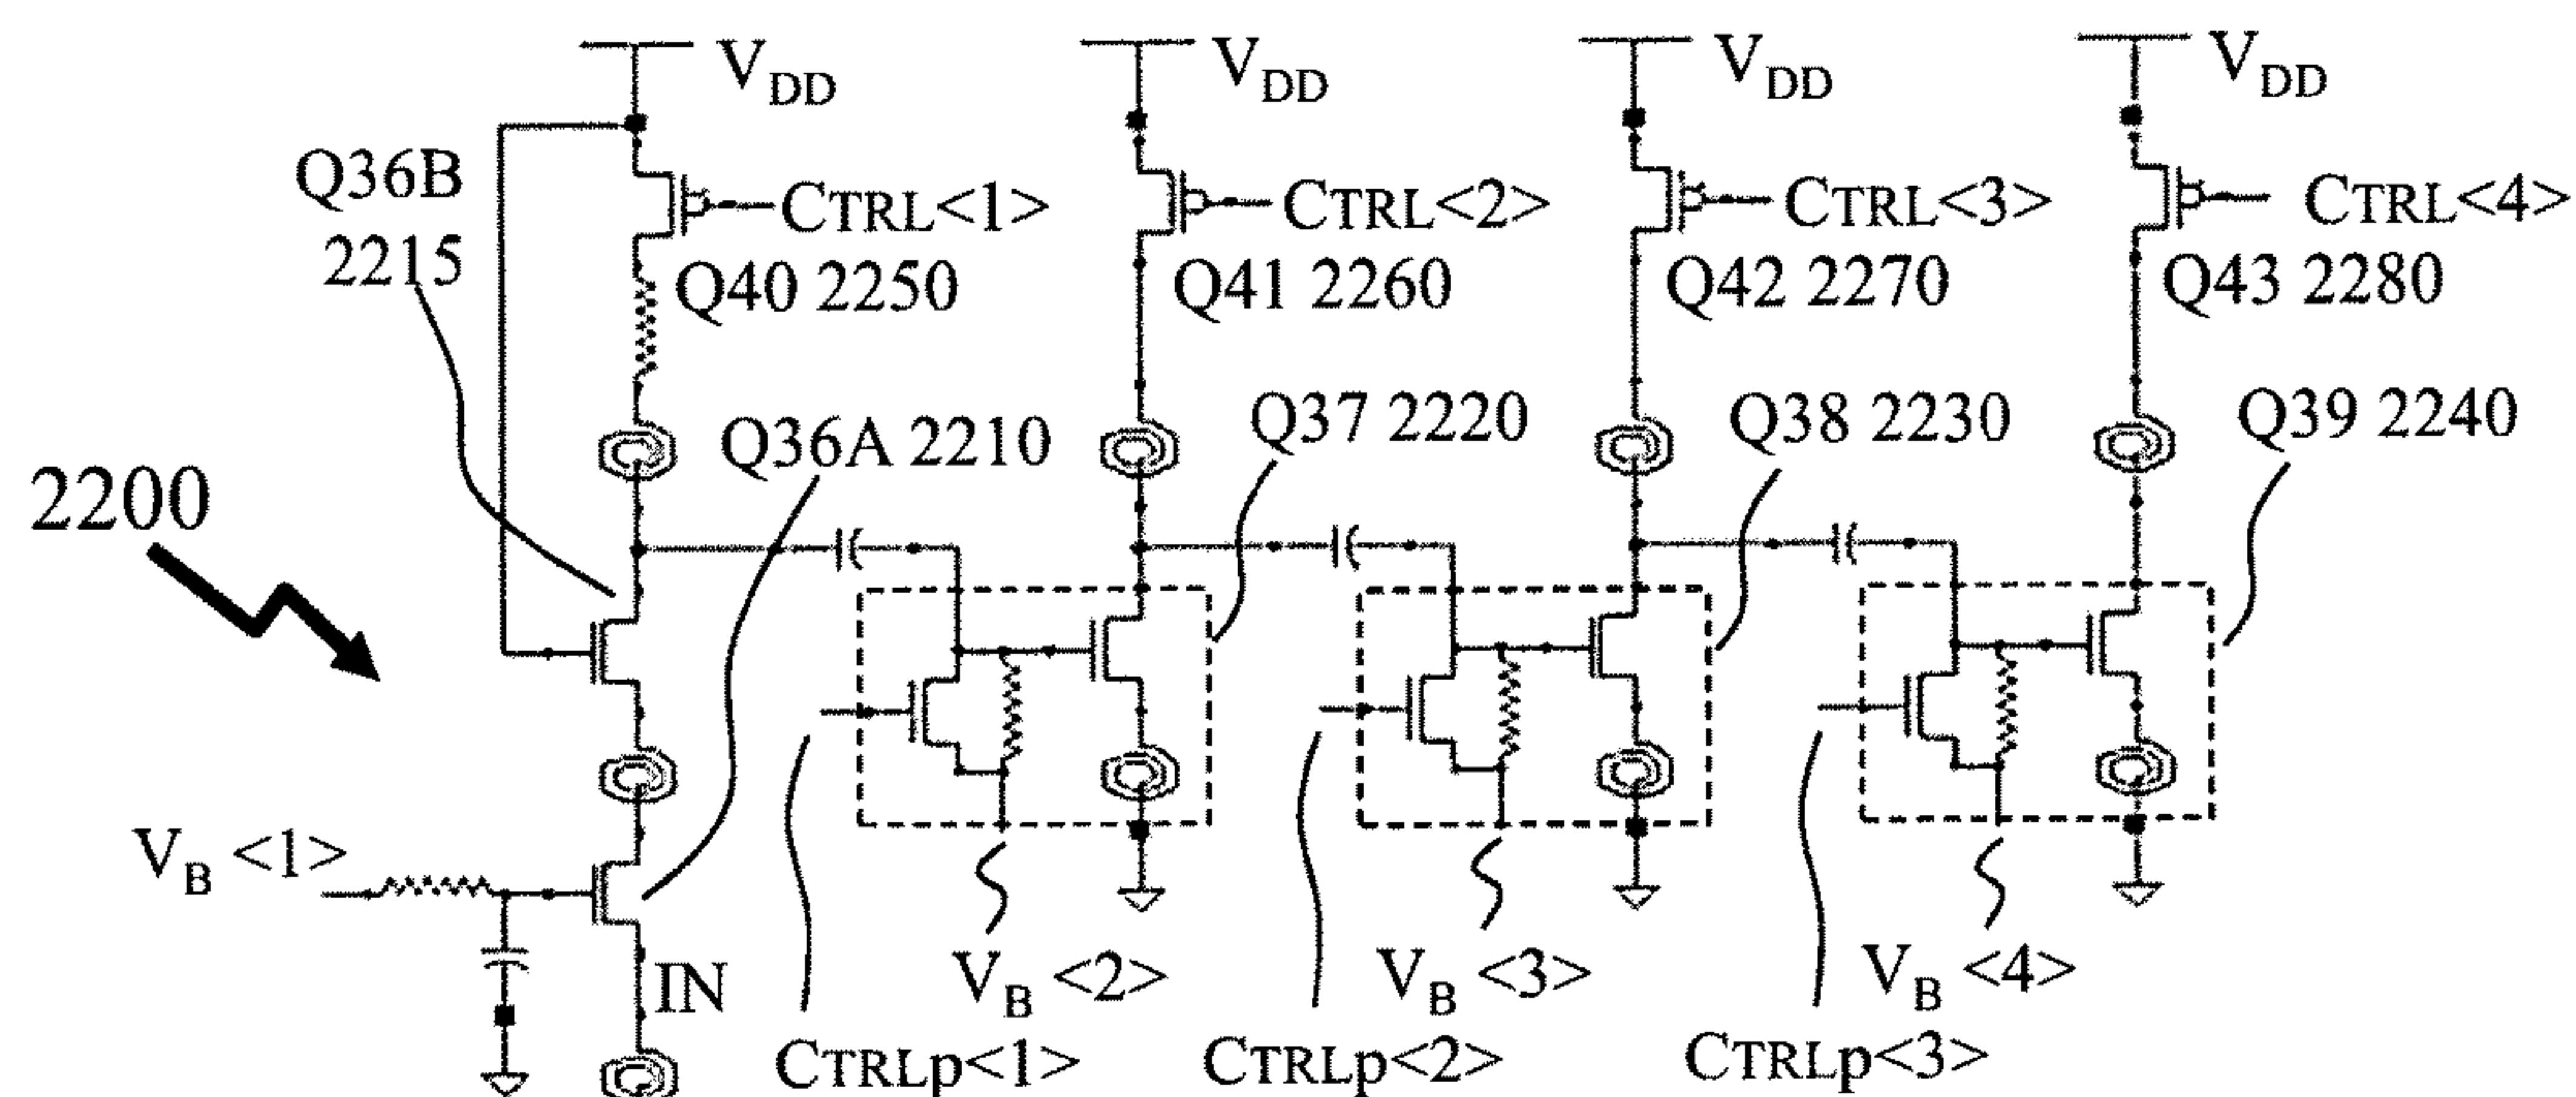 VDD VDD VDD VDD
Q36B
2215
CTRL<1> CTRL<2> CTRL<3> CTRL<4>
Q40 2250 Q41 2260 Q42 2270 Q43 2280
Q36A 2210 Q37 2220 Q38 2230 Q39 2240
2200
VB <1>
IN
VB <2> VB <3> VB <4>
CTRLp<1> CTRLp<2> CTRLp<3>